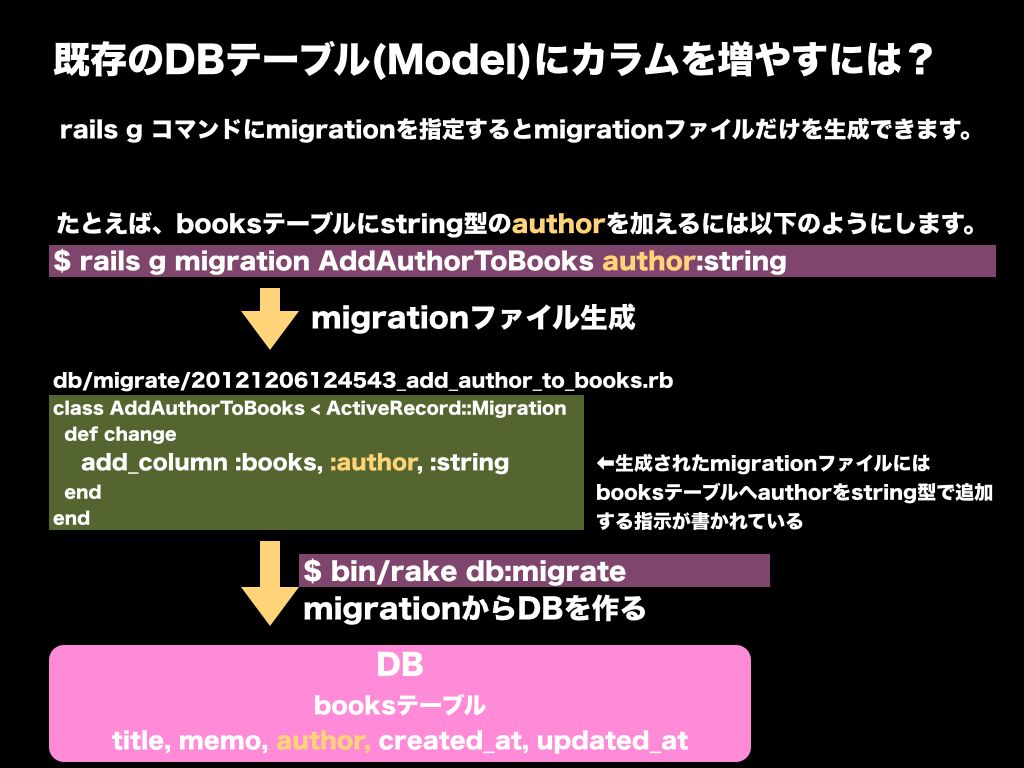 既存のDBテーブル(Model)にカラムを増やすには？
rails g コマンドにmigrationを指定するとmigrationファイルだけを生成できます。
たとえば、booksテーブルにstring型のauthorを加えるには以下のようにします。
$ rails g migration AddAuthorToBooks author:string
migrationファイル生成
db/migrate/20121206124543_add_author_to_books.rb
class AddAuthorToBooks < ActiveRecord::Migration
def change
add_column :books, :author, :string
end
end
⬅生成されたmigrationファイルには
booksテーブルへauthorをstring型で追加
する指示が書かれている
$ bin/rake db:migrate
migrationからDBを作る
DB
booksテーブル
title, memo, author, created_at, updated_at